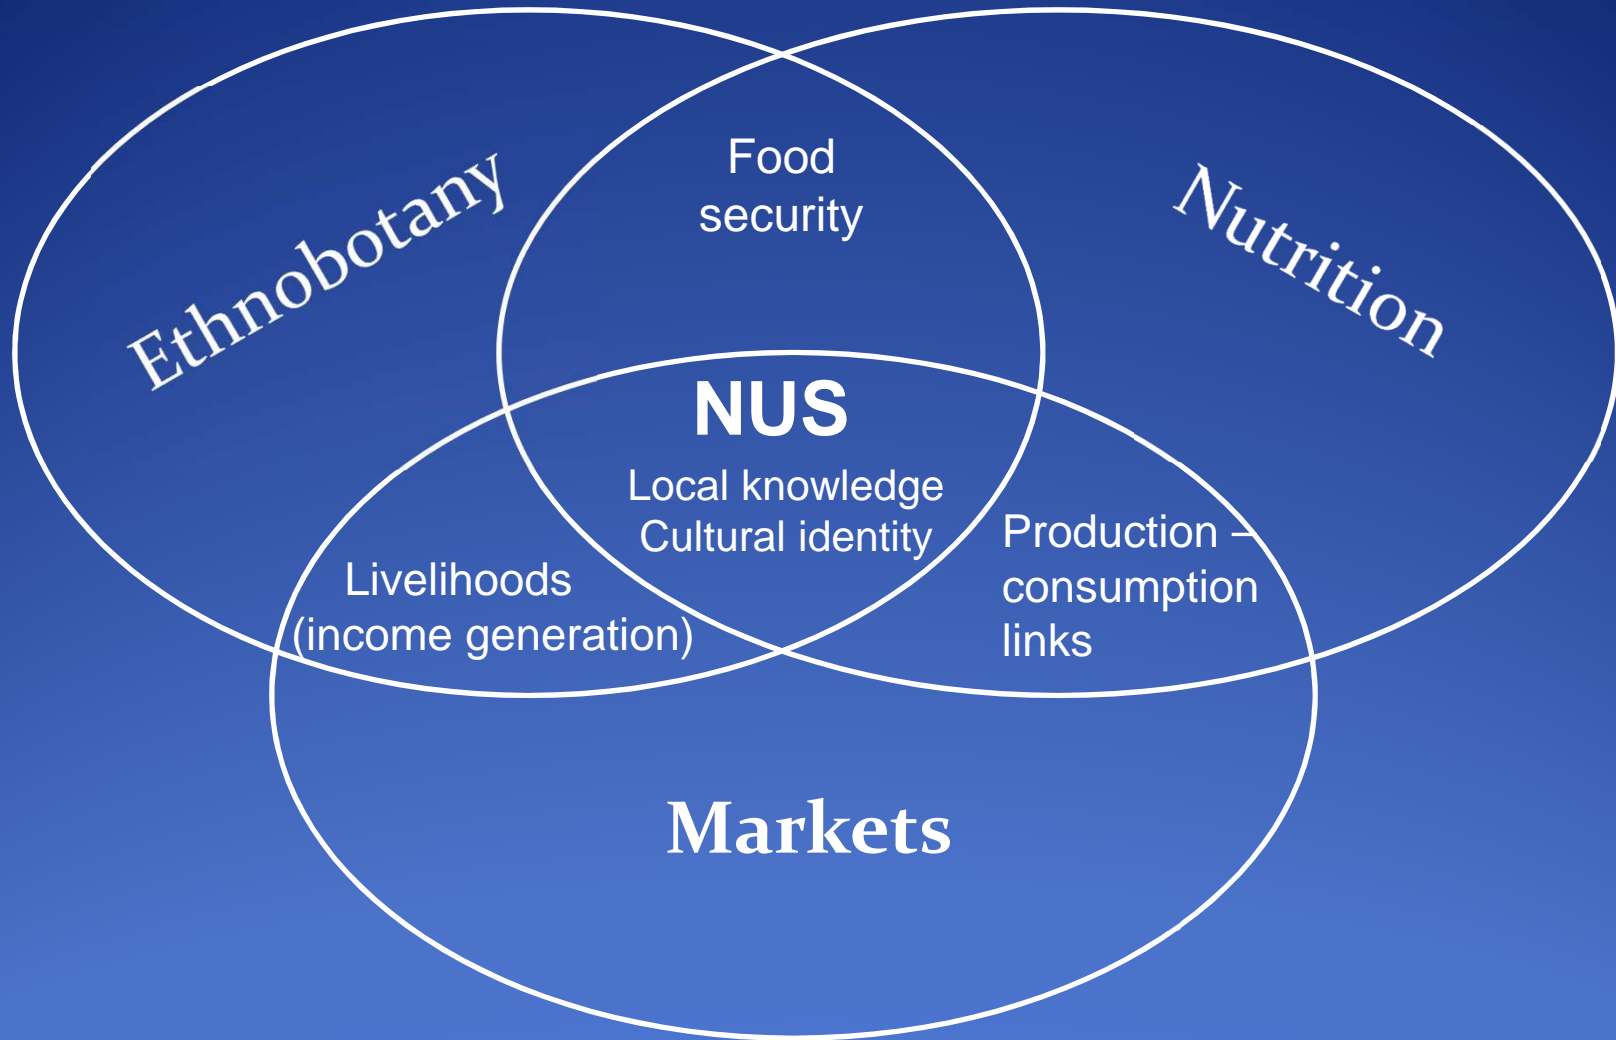 Ethnobotany
Food
security
Nutrition
NUS
Local knowledge
Cultural identity
Livelihoods
(income generation)
Production –
consumption
links
Markets